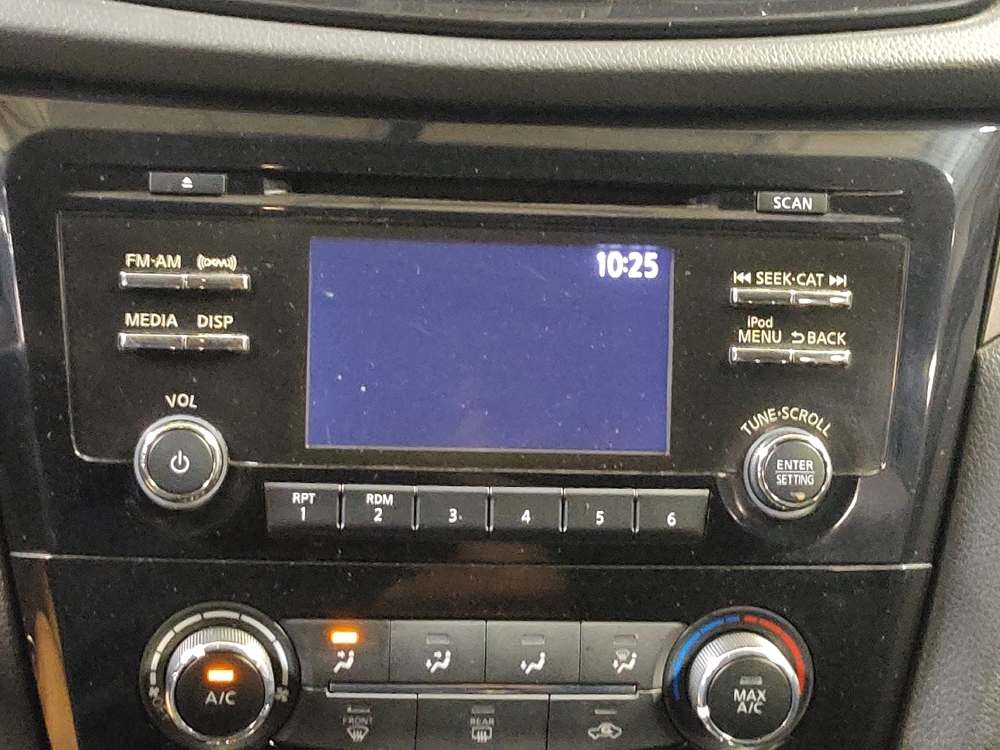 SCAN
10:25
FM·AM ((SXM))
SEEK·CAT
MEDIA DISP
iPod
MENU BACK
VOL
TUNE·SCROLL
ENTER
SETTING
RPT
1
RDM
2
3
4
5
6
A/C
MAX
A/C
FRONT
REAR